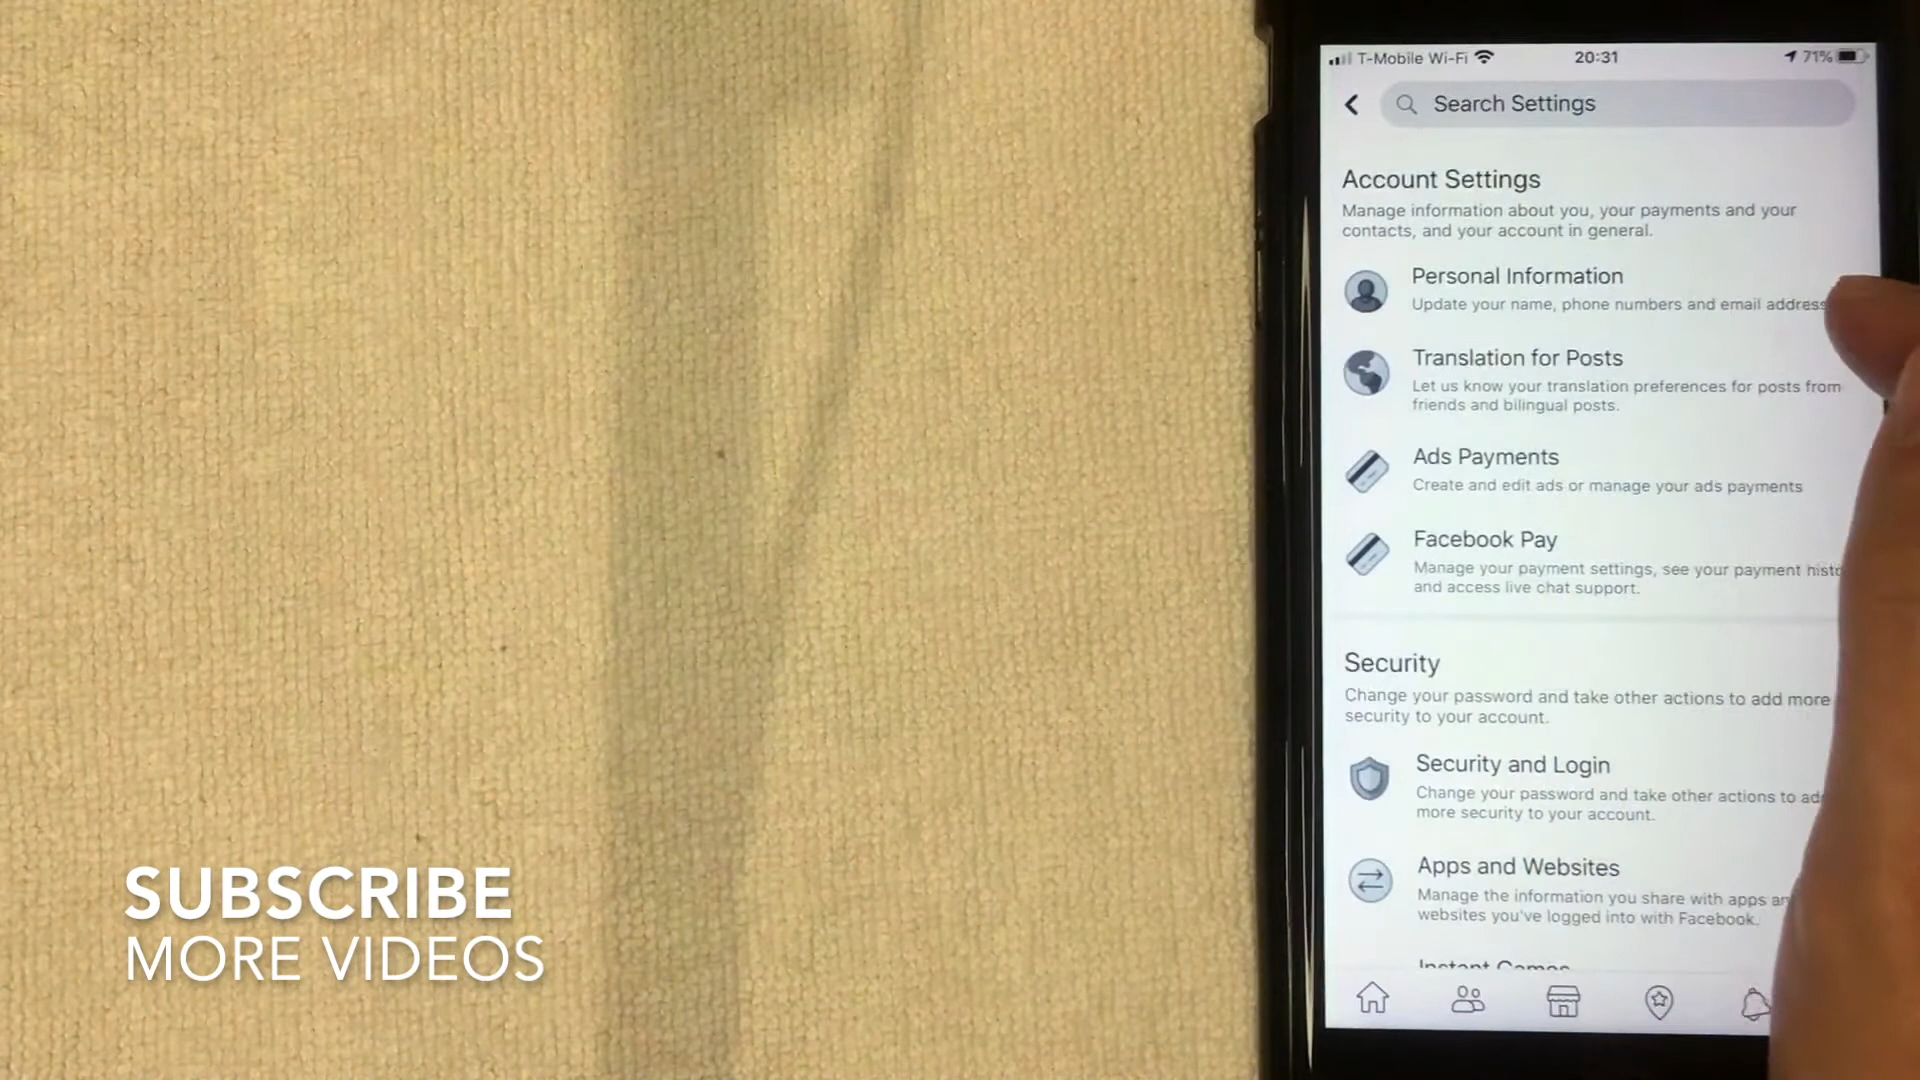 T-Mobile Wi-Fi 20:31 71%
Search Settings
Account Settings
Manage information about you, your payments and your
contacts, and your account in general.
Personal Information
Update your name, phone numbers and email address
Translation for Posts
Let us know your translation preferences for posts from
friends and bilingual posts.
Ads Payments
Create and edit ads or manage your ads payments
Facebook Pay
Manage your payment settings, see your payment
and access live chat support.
Security
Change your password and take other actions to add more
security to your account.
Security and Login
Change your password and take other actions to
more security to your account.
Apps and Websites
Manage the information you share with apps
websites you've logged into with Facebook.
SUBSCRIBE
MORE VIDEOS